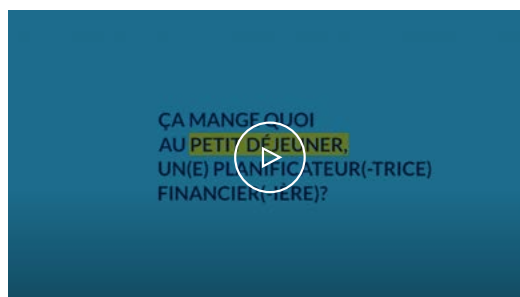 ÇA MANGE QUOI
AU PETIT DÉJEUNER,
UN(E) PLANIFICATEUR(-TRICE)
FINANCIER(-IÈRE)?